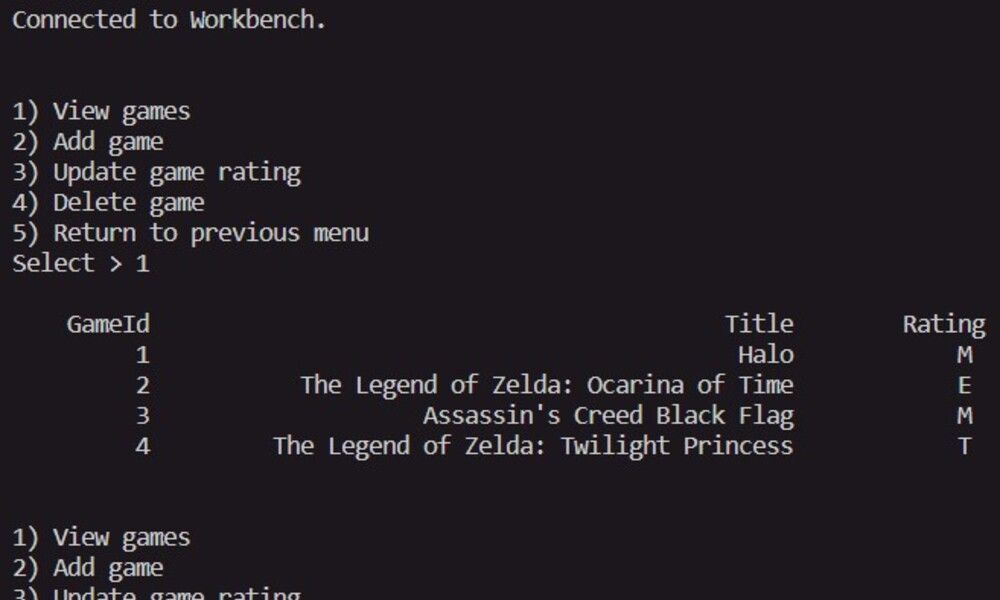 Connected to Workbench.
1) View games
2) Add game
3) Update game rating
4) Delete game
5) Return to previous menu
Select > 1
GameId Title Rating
1 Halo M
2 The Legend of Zelda: Ocarina of Time E
3 Assassin's Creed Black Flag M
4 The Legend of Zelda: Twilight Princess T
1) View games
2) Add game
3) Update game rating